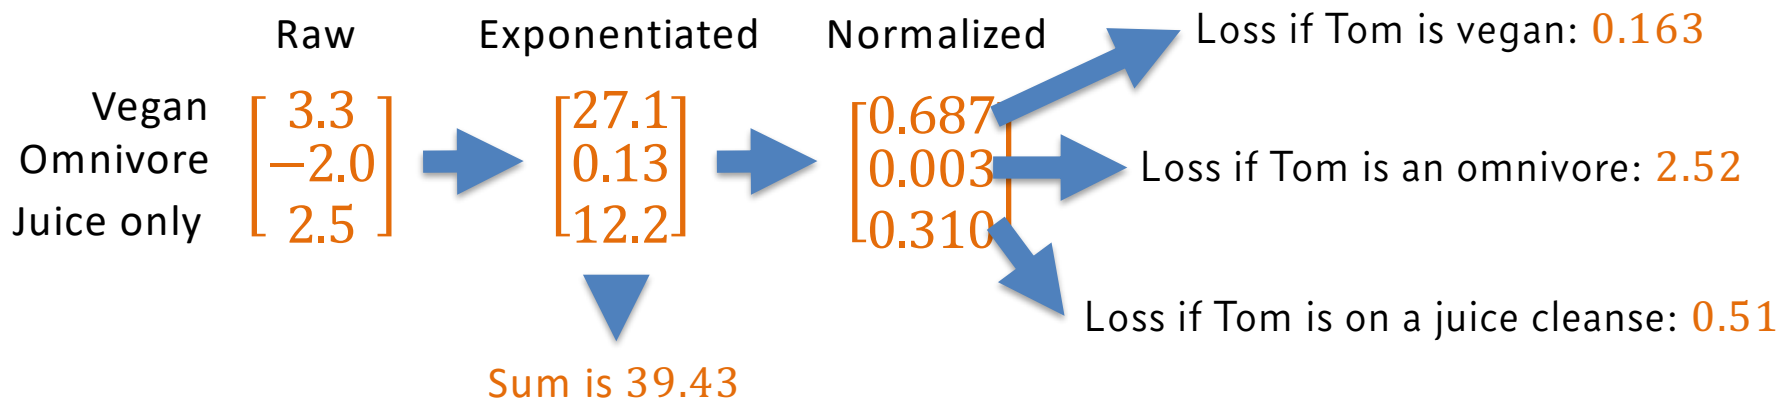 Raw Exponentiated Normalized
Loss if Tom is vegan: 0.163
Vegan 3.3 27.1 0.687
Omnivore −2.0 0.13 0.003
Loss if Tom is an omnivore: 2.52
Juice only 2.5 12.2 0.310
Loss if Tom is on a juice cleanse: 0.51
Sum is 39.43